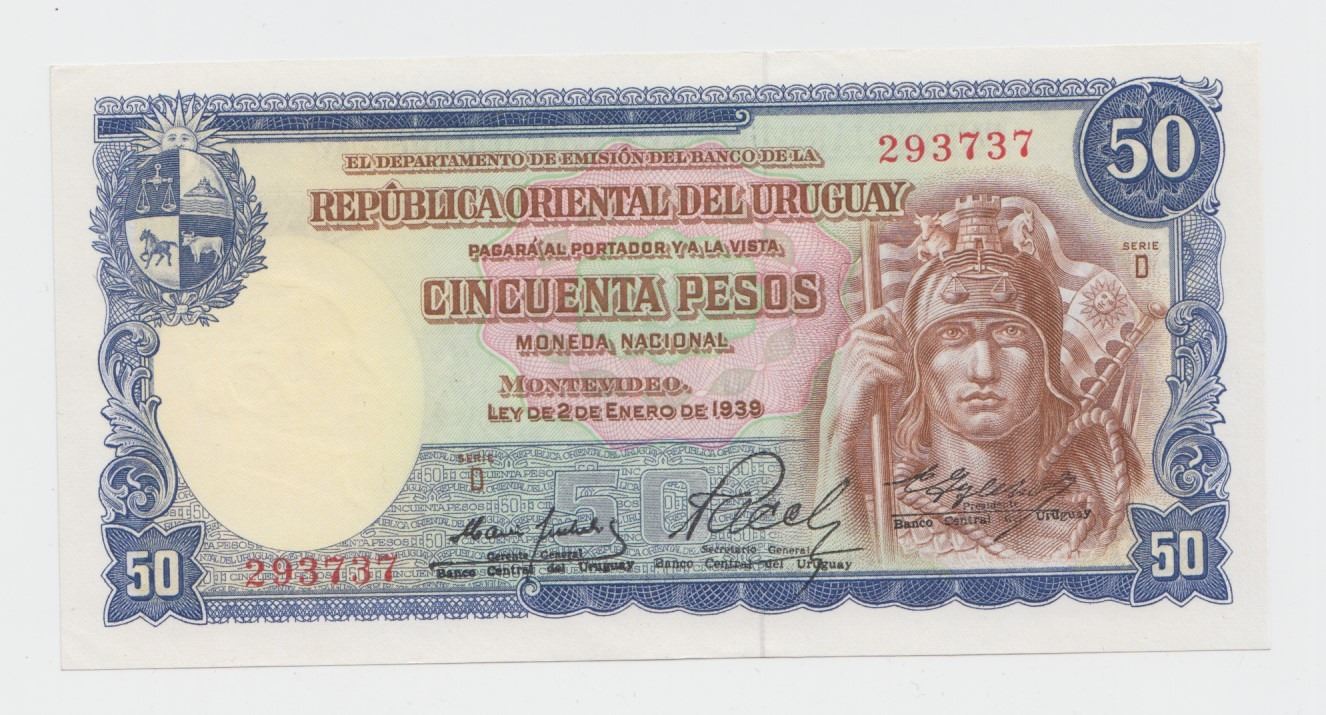 EL DEPARTAMENTO DE EMISIÓN DEL BANCO DE LA
293737
50
REPÚBLICA ORIENTAL DEL URUGUAY
PAGARÁ AL PORTADOR Y A LA VISTA
SERIE
D
CINCUENTA PESOS
MONEDA NACIONAL
MONTEVIDEO.
LEY DE 2 DE ENERO DE 1939
SERIE
D
50
Presidente
Banco Central del Uruguay
Gerente General
Banco Central del Uruguay
Secretario General
Banco Central del Uruguay
293737
50
50